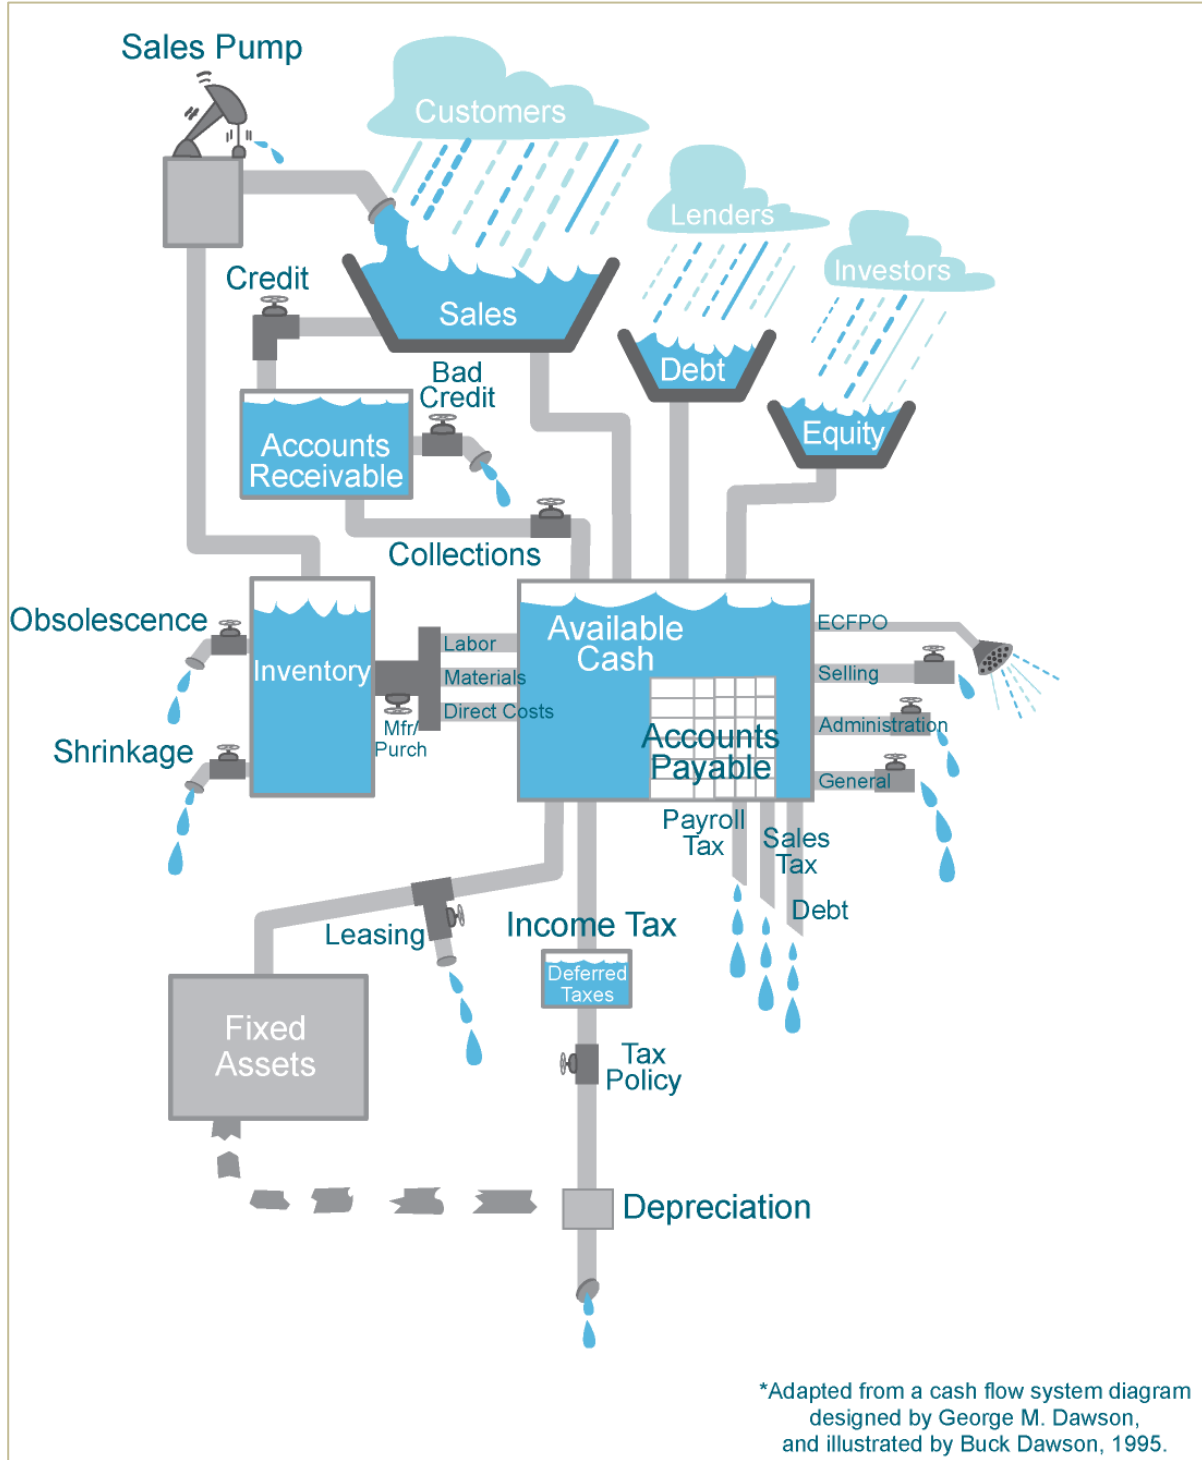 Sales Pump
Customers
Lenders
Investors
Credit
Sales
Bad
Credit
Debt
Equity
Accounts
Receivable
Collections
Obsolescence
Inventory
Shrinkage
Labor
Materials
Direct Costs
Mfr/
Purch
Available
Cash
Accounts
Payable
ECFPO
Selling
Administration
General
Payroll
Tax
Sales
Tax
Debt
Leasing
Income Tax
Deferred
Taxes
Fixed
Assets
Tax
Policy
Depreciation
*Adapted from a cash flow system diagram
designed by George M. Dawson,
and illustrated by Buck Dawson, 1995.